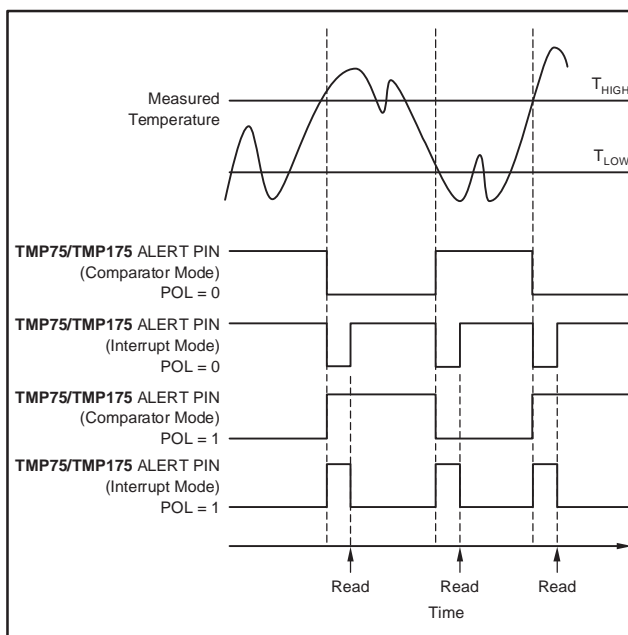 Measured
Temperature
THIGH
TLOW
TMP75/TMP175 ALERT PIN
(Comparator Mode)
POL = 0
TMP75/TMP175 ALERT PIN
(Interrupt Mode)
POL = 0
TMP75/TMP175 ALERT PIN
(Comparator Mode)
POL = 1
TMP75/TMP175 ALERT PIN
(Interrupt Mode)
POL = 1
Read Read Read
Time